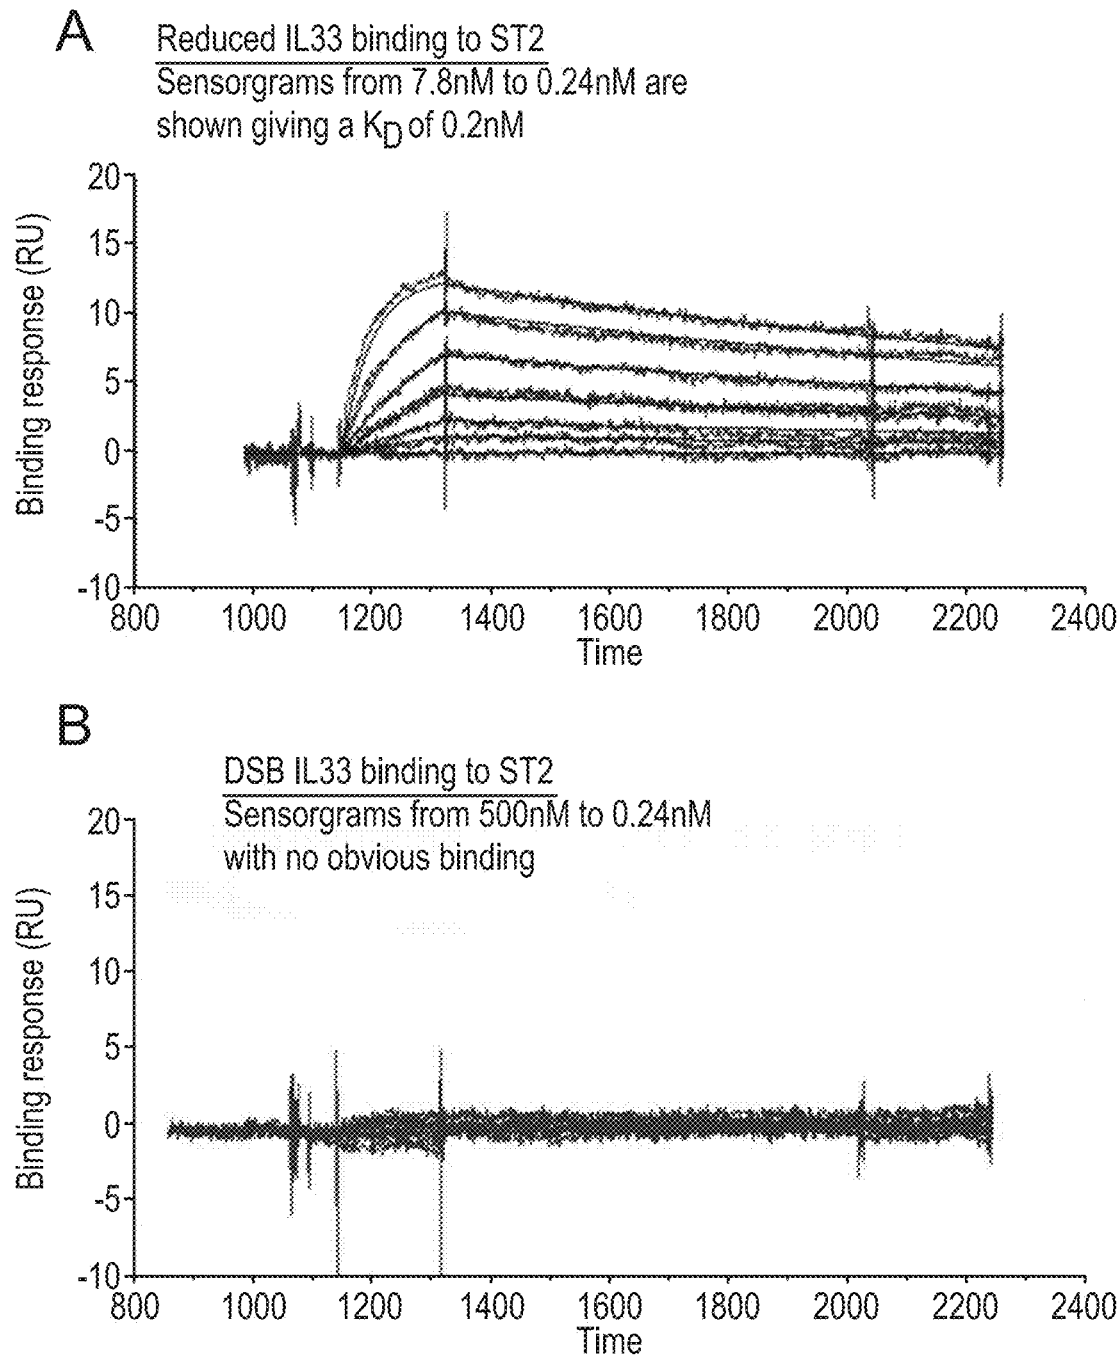 A
Reduced IL33 binding to ST2
Sensorgrams from 7.8nM to 0.24nM are
shown giving a KD of 0.2nM
Binding response (RU)
20
15
10
5
0
-5
-10
800 1000 1200 1400 1600 1800 2000 2200 2400
Time
B
DSB IL33 binding to ST2
Sensorgrams from 500nM to 0.24nM
with no obvious binding
Binding response (RU)
20
15
10
5
0
-5
-10
800 1000 1200 1400 1600 1800 2000 2200 2400
Time